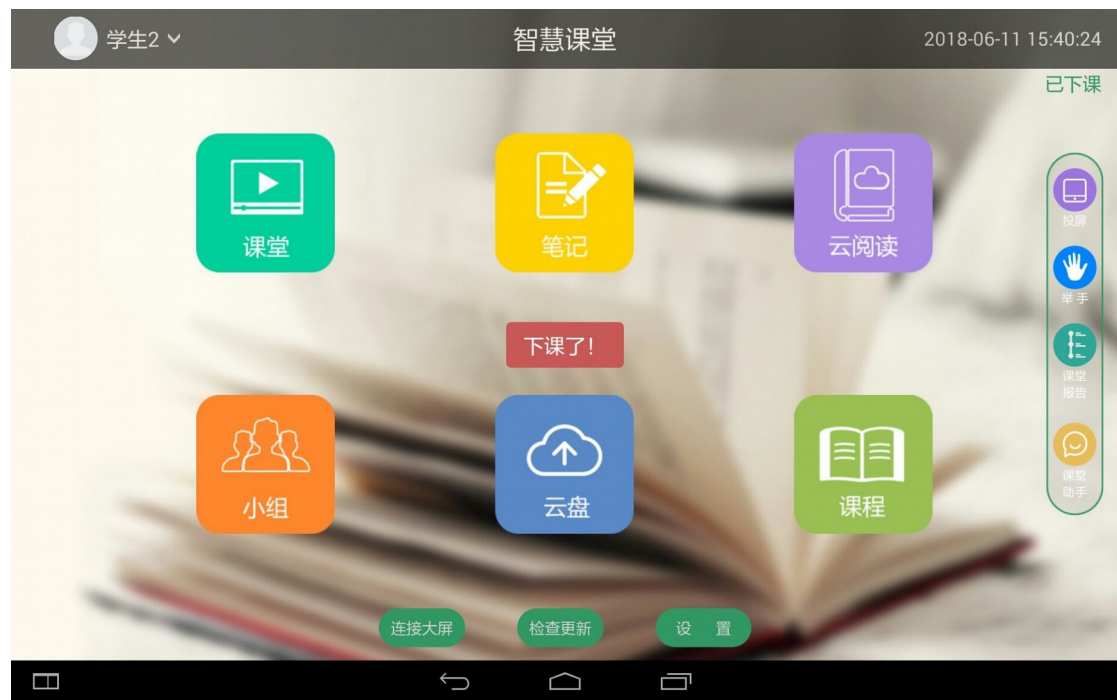 学生2
智慧课堂
2018-06-11 15:40:24
已下课
课堂
笔记
云阅读
投屏
举手
下课了!
课堂
报告
小组
云盘
课程
课堂
助手
连接大屏
检查更新
设 置